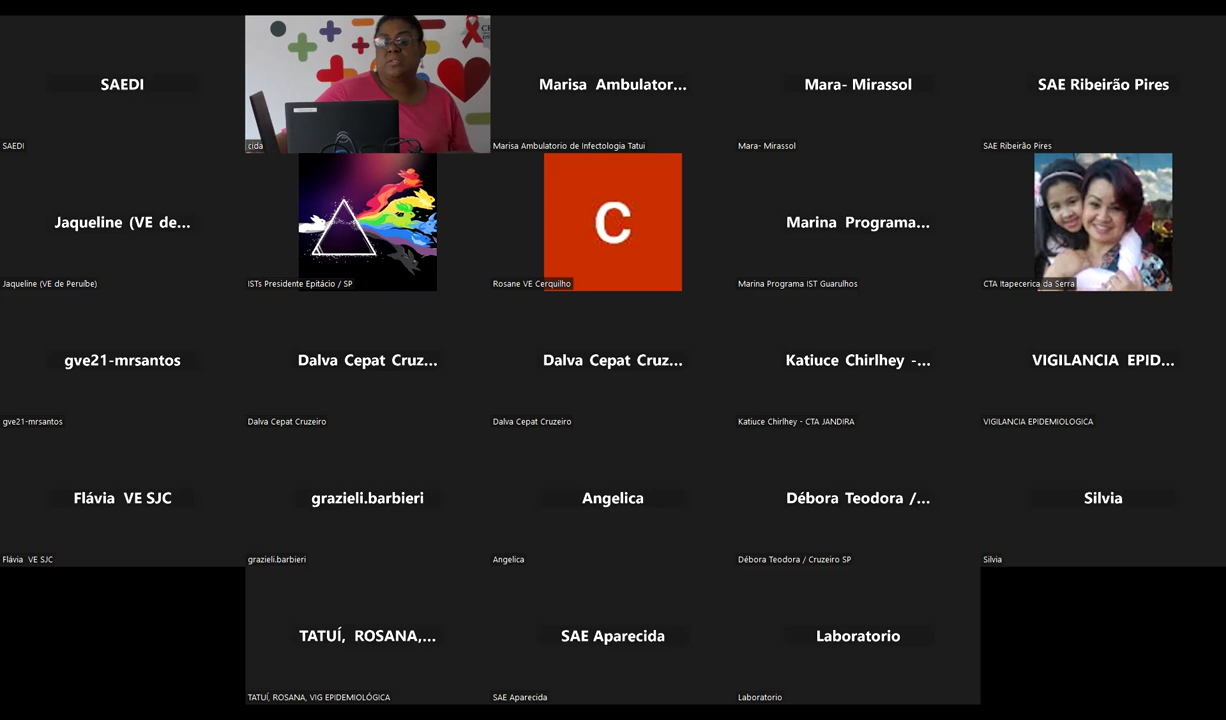 SAEDI
SAEDI
cida
Marisa Ambulator...
Marisa Ambulatorio de Infectologia Tatui
Mara- Mirassol
Mara- Mirassol
SAE Ribeirão Pires
SAE Ribeirão Pires
Jaqueline (VE de...
Jaqueline (VE de Peruíbe)
ISTs Presidente Epitácio / SP
C
Rosane VE Cerquilho
Marina Programa...
Marina Programa IST Guarulhos
CTA Itapecerica da Serra
gve21-mrsantos
gve21-mrsantos
Dalva Cepat Cruz...
Dalva Cepat Cruzeiro
Dalva Cepat Cruz...
Dalva Cepat Cruzeiro
Katiuce Chirlhey -...
Katiuce Chirlhey - CTA JANDIRA
VIGILANCIA EPID...
VIGILANCIA EPIDEMIOLOGICA
Flávia VE SJC
Flávia VE SJC
grazieli.barbieri
grazieli.barbieri
Angelica
Angelica
Débora Teodora /...
Débora Teodora / Cruzeiro SP
Silvia
Silvia
TATUÍ, ROSANA,...
TATUÍ, ROSANA, VIG EPIDEMIOLÓGICA
SAE Aparecida
SAE Aparecida
Laboratorio
Laboratorio